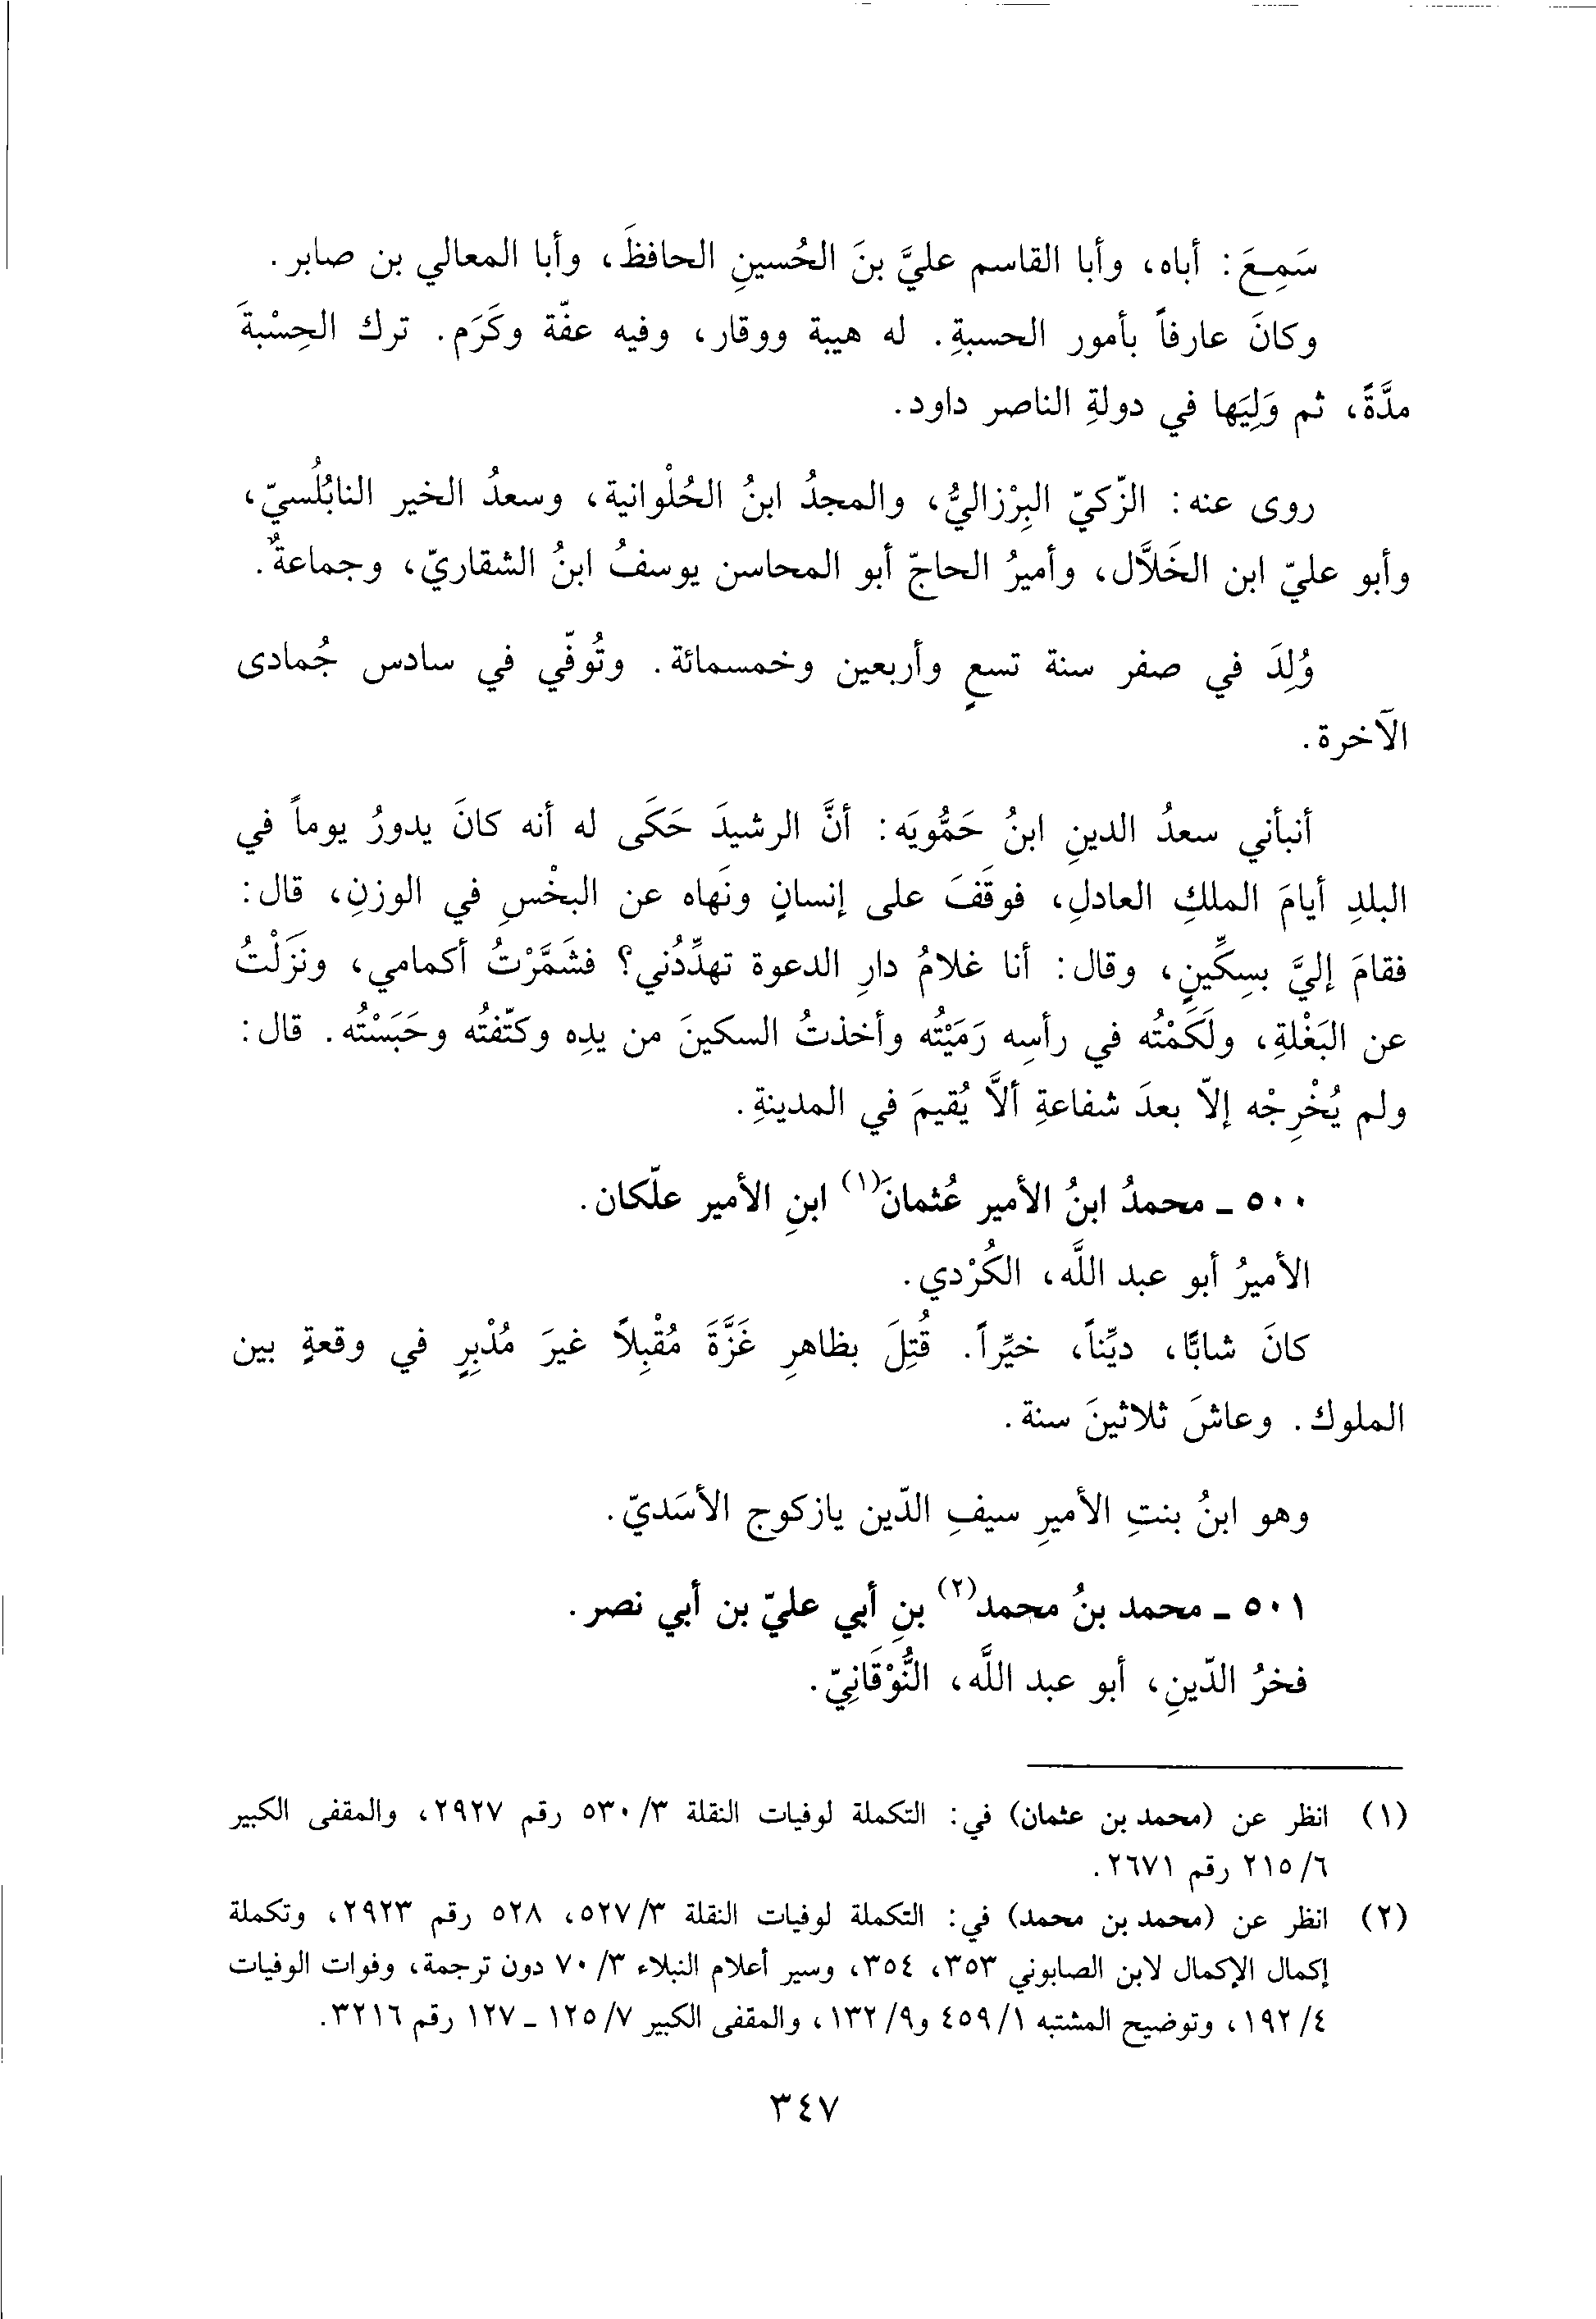 سَمِعَ: أباه، وأبا القاسم عليَّ بنَ الحُسينِ الحافظَ، وأبا المعالي بن صابر.
وكانَ عارفاً بأمور الحسبةِ. له هيبة ووقار، وفيه عفّة وكَرَم. ترك الحِسْبةَ
مدَّةً، ثم وَلِيَها في دولةِ الناصر داود.
روى عنه: الزّكيّ البِرْزاليُّ، والمجدُ ابنُ الحُلْوانية، وسعدُ الخير النابُلُسيّ،
وأبو عليّ ابن الخَلاَّل، وأميرُ الحاجّ أبو المحاسن يوسفُ ابنُ الشقاريّ، وجماعةٌ.
وُلِدَ في صفر سنة تسعٍ وأربعين وخمسمائة. وتُوفّي في سادس جُمادى
الآخرة.
أنبأني سعدُ الدينِ ابنُ حَمُّويَه: أنَّ الرشيدَ حَكَى له أنه كانَ يدورُ يوماً في
البلدِ أيامَ الملكِ العادلِ، فوقَفَ على إنسانٍ ونَهاه عن البخْسِ في الوزنِ، قال:
فقامَ إليَّ بسِكِّينٍ، وقال: أنا غلامُ دارِ الدعوة تهدِّدُني؟ فشَمَّرْتُ أكمامي، ونَزَلْتُ
عن البَغْلةِ، ولَكَمْتُه في رأسِه رَمَيْتُه وأخذتُ السكينَ من يدِه وكتّفتُه وحَبَسْتُه. قال:
ولم يُخْرِجْه إلاّ بعدَ شفاعةِ ألاَّ يُقيمَ في المدينةِ.
٥٠٠ ـ محمدُ ابنُ الأمير عُثمانَ(١) ابنِ الأمير علّكان.
الأميرُ أبو عبد اللَّه، الكُرْدي.
كانَ شابًّا، ديِّناً، خيِّراً. قُتِلَ بظاهرِ غَزَّةَ مُقْبِلاً غيرَ مُدْبِرٍ في وقعةٍ بين
الملوك. وعاشَ ثلاثينَ سنة.
وهو ابنُ بنتِ الأميرِ سيفِ الدّين يازكوج الأسَديّ.
٥٠١ ـ محمد بنُ محمد(٢) بنِ أبي عليّ بن أبي نصر.
فخرُ الدّينِ، أبو عبد اللَّه، النُّوْقَانِيّ.
(١) انظر عن (محمد بن عثمان) في: التكملة لوفيات النقلة ٣/ ٥٣٠ رقم ٢٩٢٧، والمقفى الكبير
٦/ ٢١٥ رقم ٢٦٧١.
(٢) انظر عن (محمد بن محمد) في: التكملة لوفيات النقلة ٣/ ٥٢٧، ٥٢٨ رقم ٢٩٢٣، وتكملة
إكمال الإكمال لابن الصابوني ٣٥٣، ٣٥٤، وسير أعلام النبلاء ٣/ ٧٠ دون ترجمة، وفوات الوفيات
٤/ ١٩٢، وتوضيح المشتبه ١/ ٤٥٩ و٩/ ١٣٢، والمقفى الكبير ٧/ ١٢٥ ـ ١٢٧ رقم ٣٢١٦.
٣٤٧